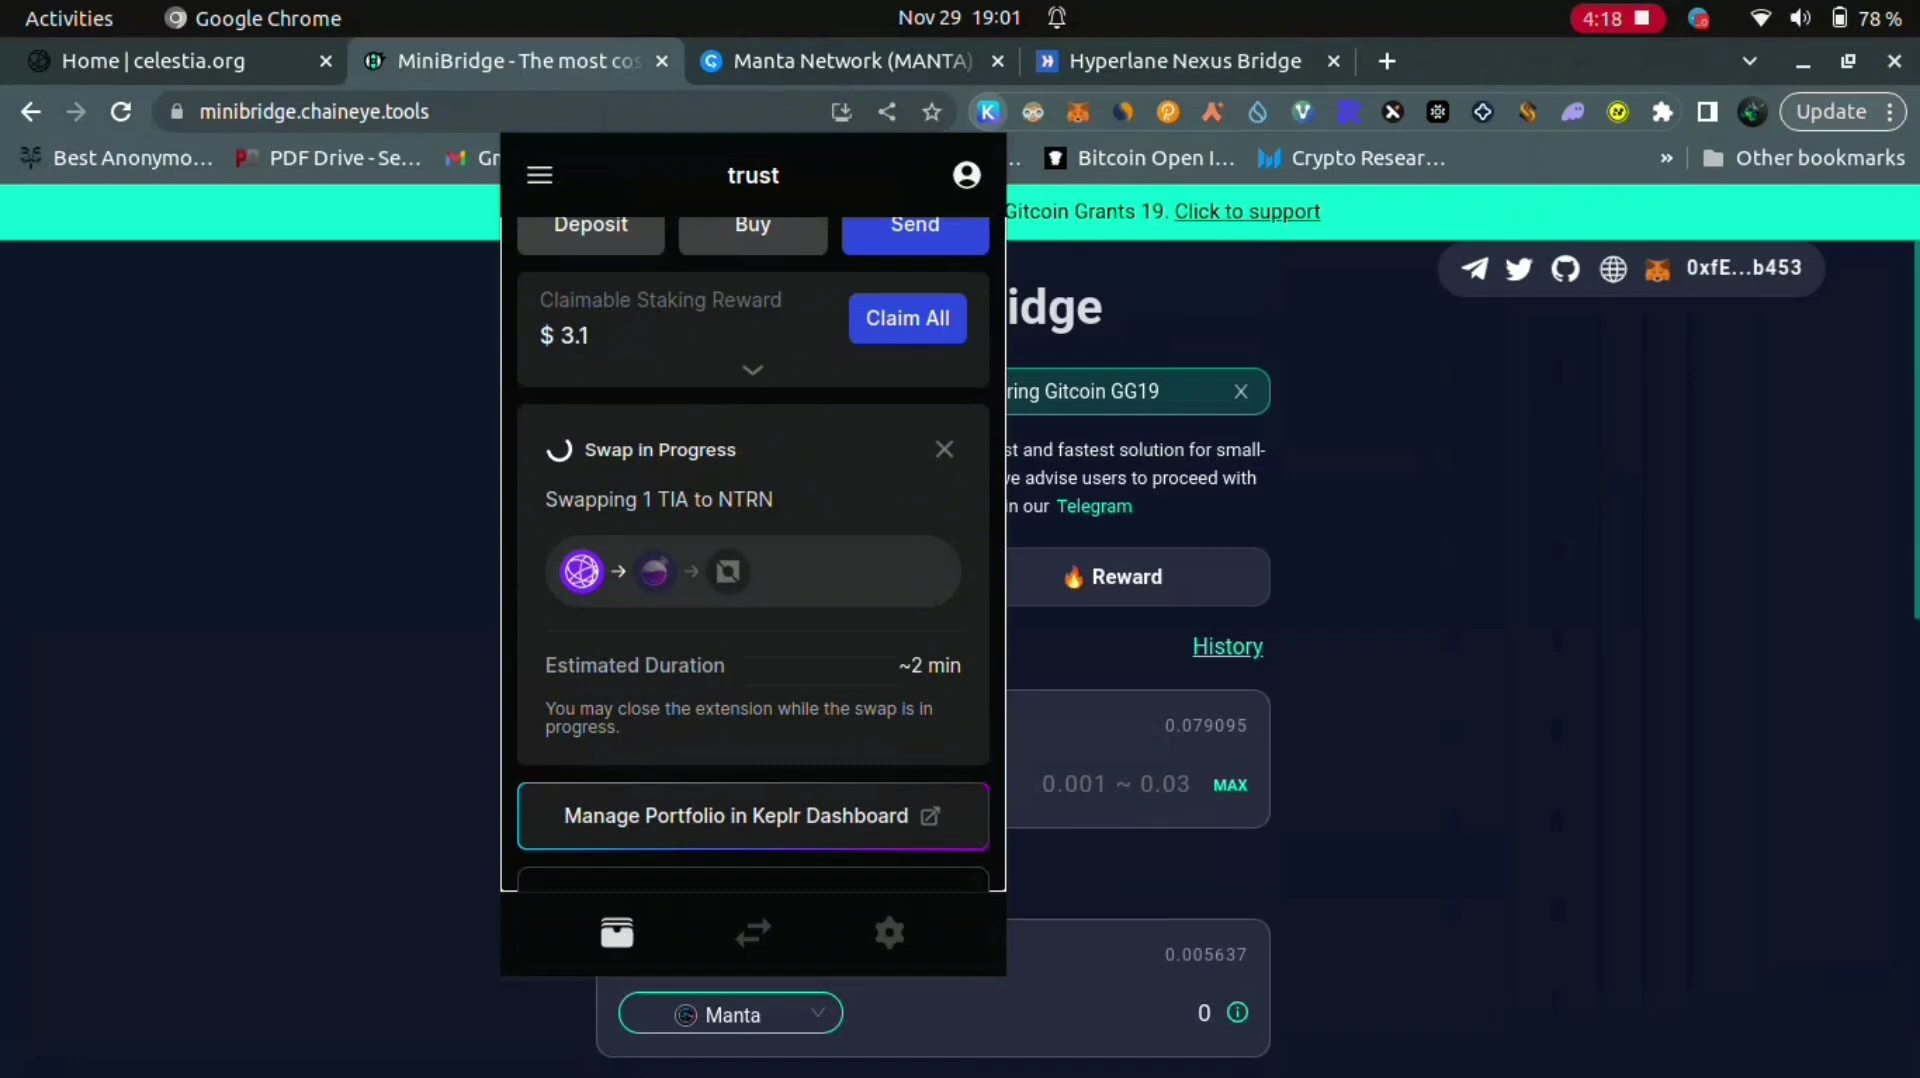 Activities
Google Chrome
Nov 29 19:01
4:18
78 %
Home | celestia.org
MiniBridge - The most cos
Manta Network (MANTA)
Hyperlane Nexus Bridge
minibridge.chaineye.tools
Update
Best Anonymo...
PDF Drive - Se...
Bitcoin Open I...
Crypto Resear...
»
Other bookmarks
trust
Gitcoin Grants 19. Click to support
Deposit
Buy
Send
0xfE...b453
Claimable Staking Reward
$ 3.1
Claim All
idge
ring Gitcoin GG19
Swap in Progress
st and fastest solution for small-
ve advise users to proceed with
in our Telegram
Swapping 1 TIA to NTRN
Reward
History
Estimated Duration
~2 min
You may close the extension while the swap is in
progress.
0.079095
0.001 ~ 0.03
MAX
Manage Portfolio in Keplr Dashboard
0.005637
Manta
0